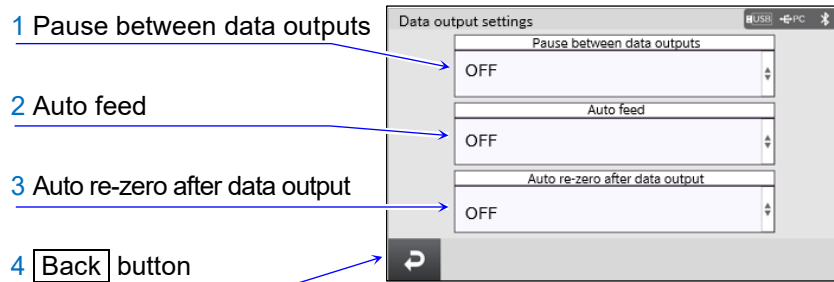 1 Pause between data outputs
2 Auto feed
3 Auto re-zero after data output
4 Back button
Data output settings
USB PC
Pause between data outputs
OFF
Auto feed
OFF
Auto re-zero after data output
OFF